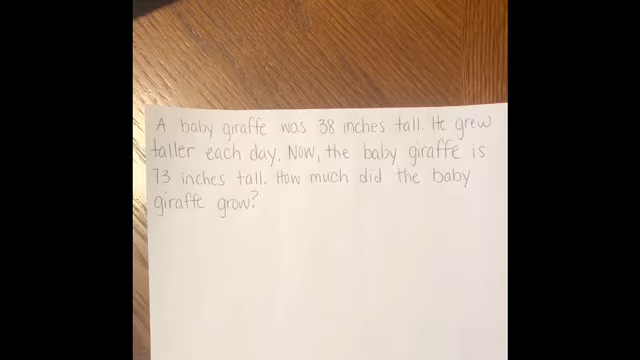 A baby giraffe was 38 inches tall. He grew
taller each day. Now, the baby giraffe is
73 inches tall. How much did the baby
giraffe grow?